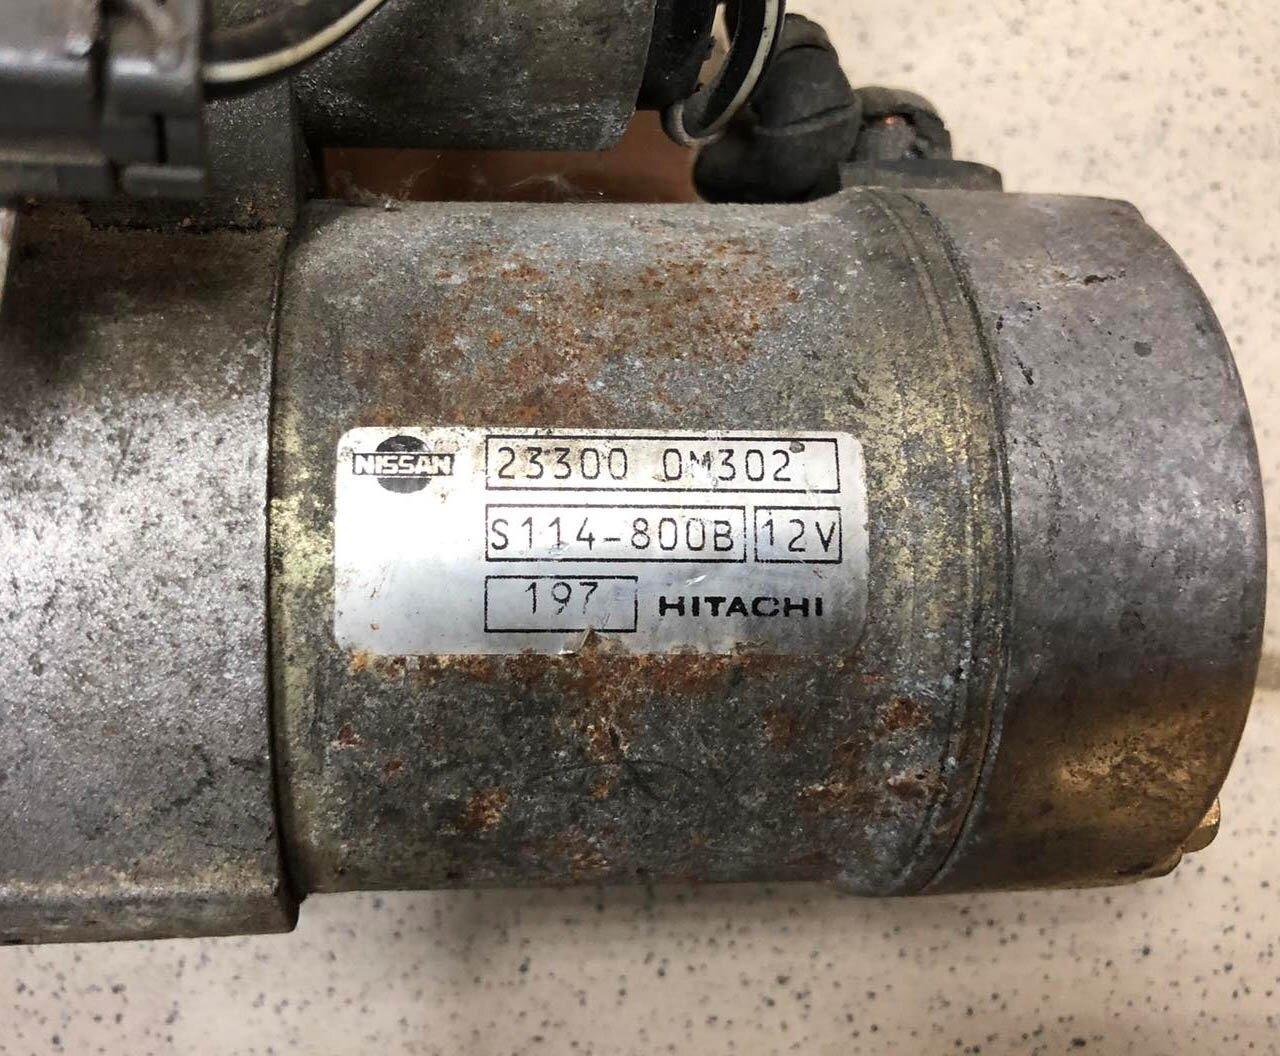 NISSAN 23300 0M302
S114-800B 12V
197 HITACHI